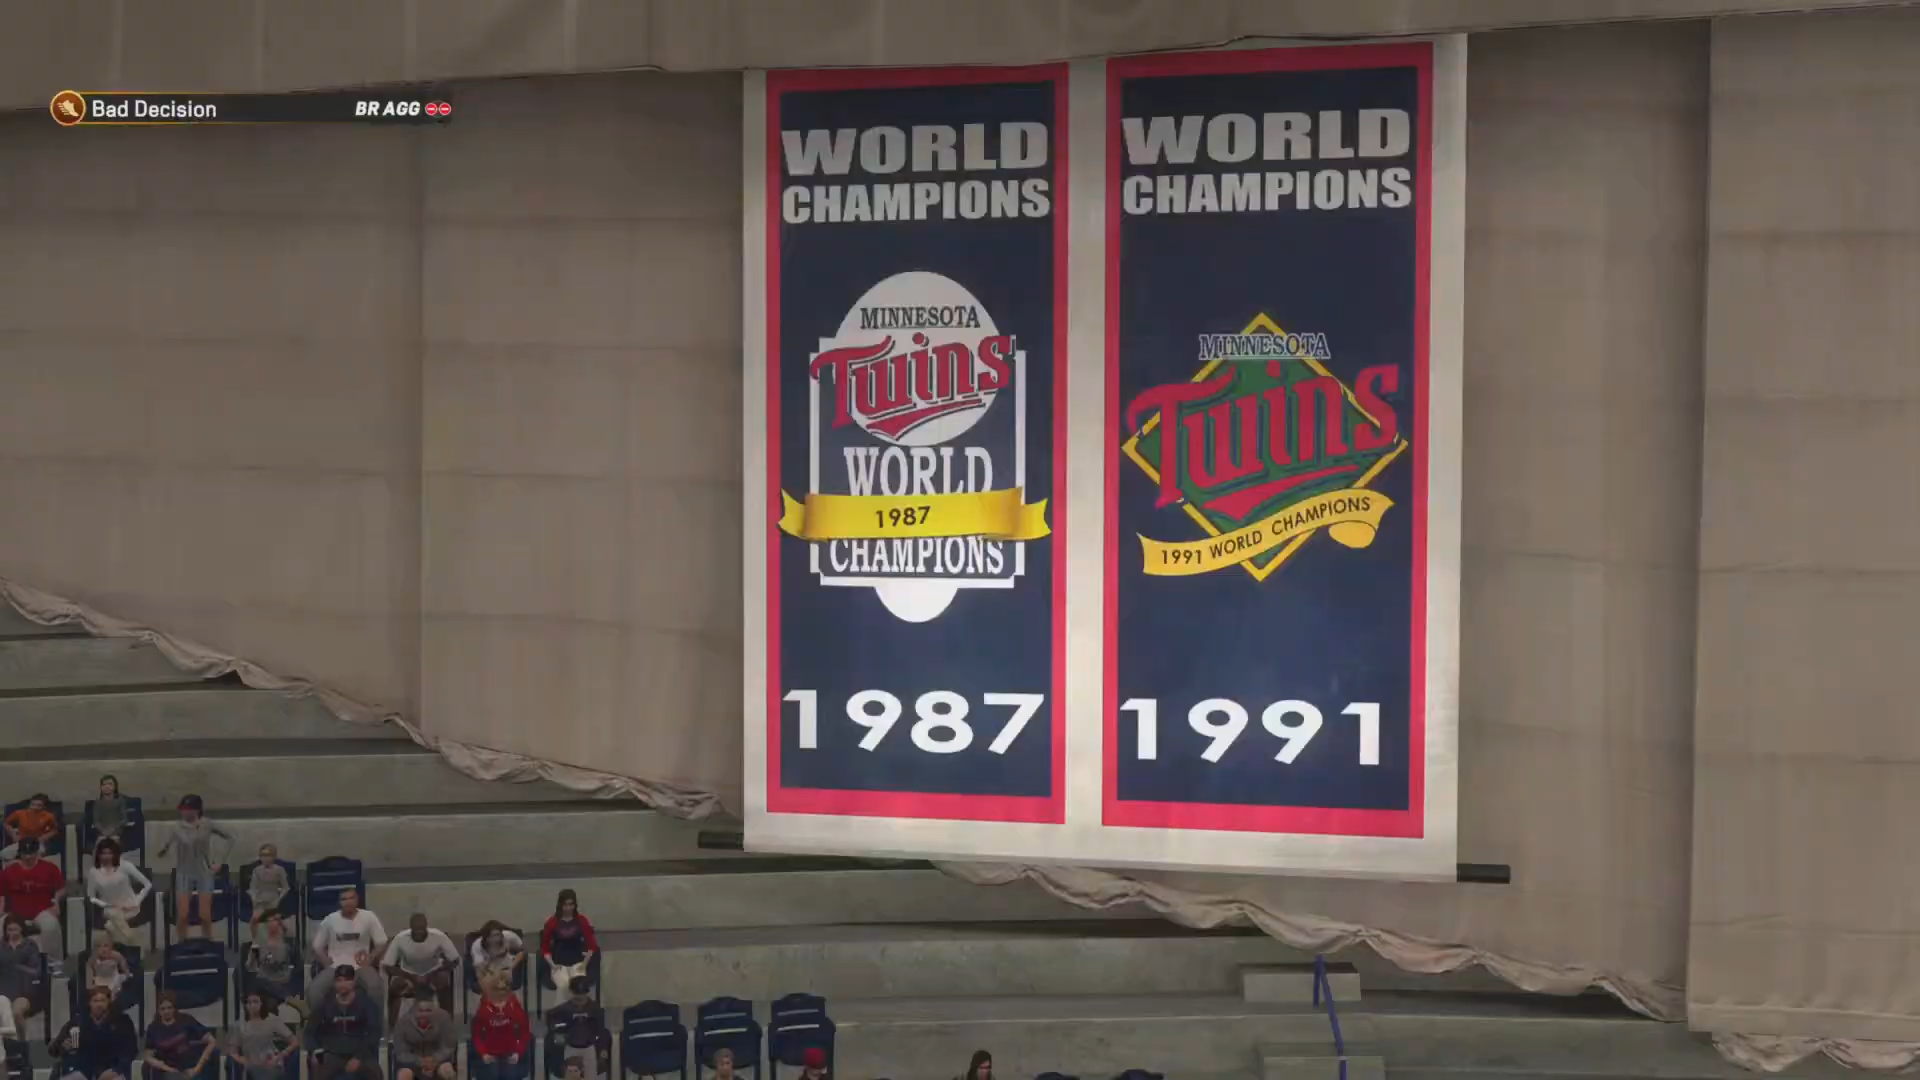 Bad Decision BR AGG
WORLD
CHAMPIONS
MINNESOTA
Twins
WORLD
1987
CHAMPIONS
1987
WORLD
CHAMPIONS
MINNESOTA
Twins
1991 WORLD CHAMPIONS
1991